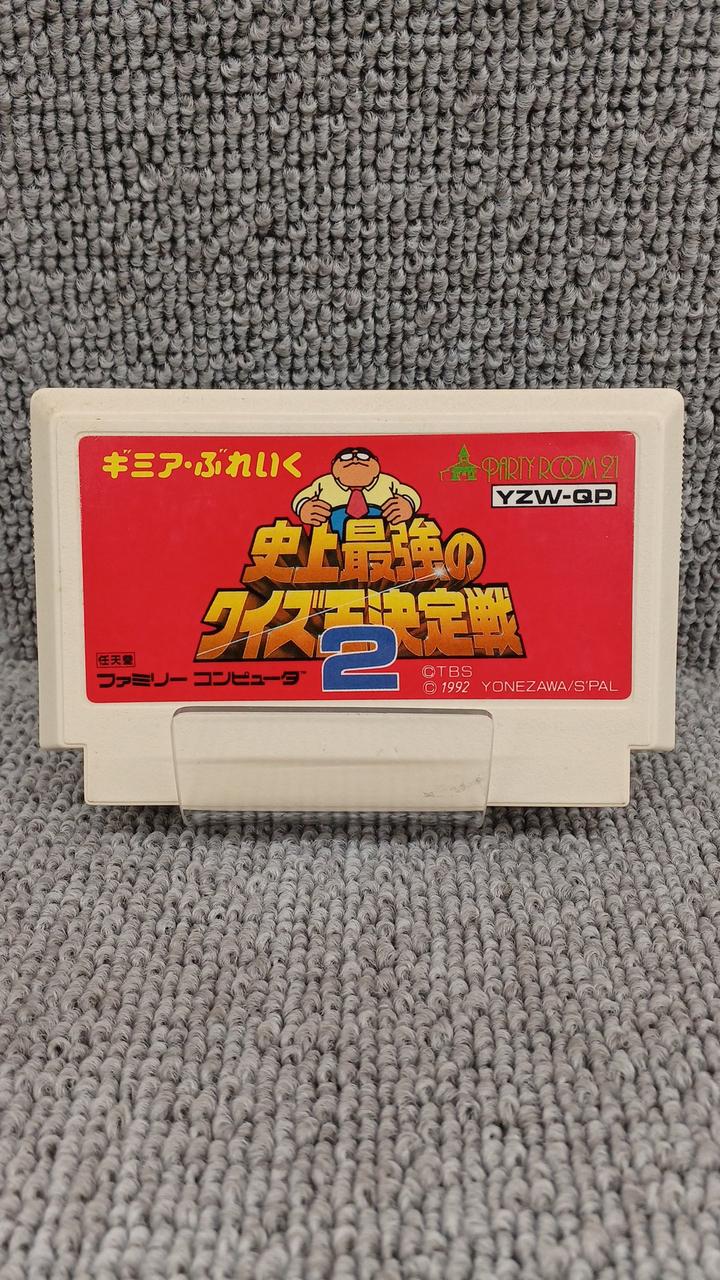 ギミア・ぶれいく
PARTY ROOM 21
YZW-QP
史上最強の
クイズ王決定戦
2
任天堂
ファミリー コンピュータ™
©TBS
© 1992 YONEZAWA/S'PAL